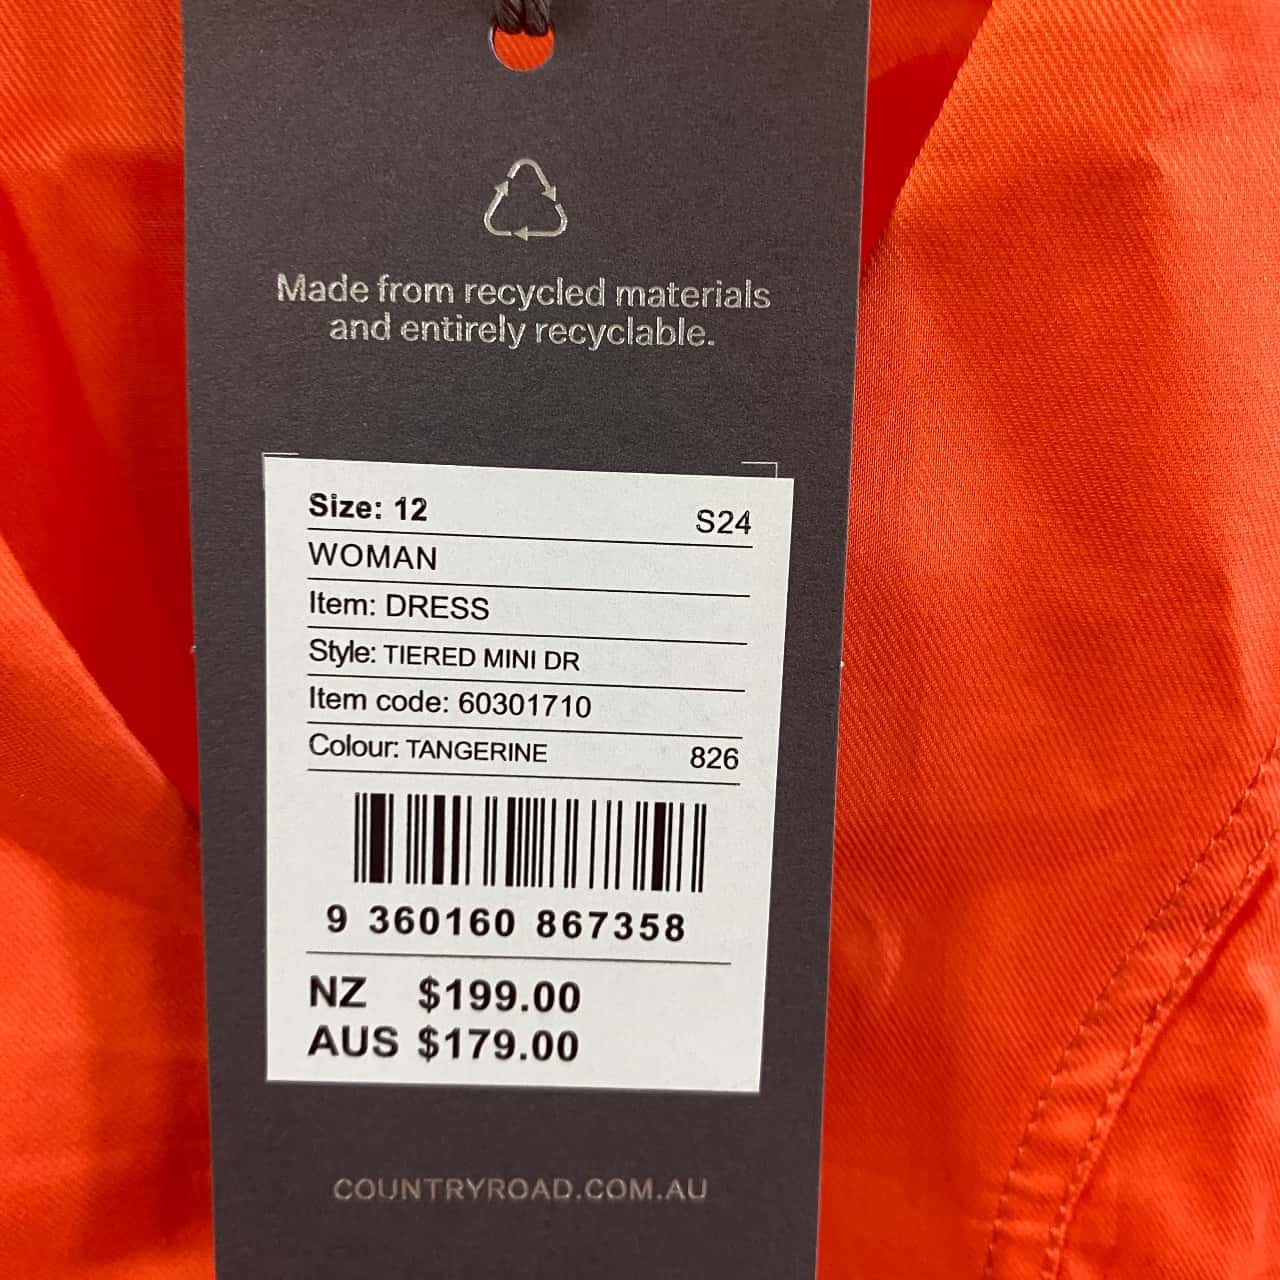 Made from recycled materials
and entirely recyclable.
Size: 12 S24
WOMAN
Item: DRESS
Style: TIERED MINI DR
Item code: 60301710
Colour: TANGERINE 826
9 360160 867358
NZ $199.00
AUS $179.00
COUNTRYROAD.COM.AU